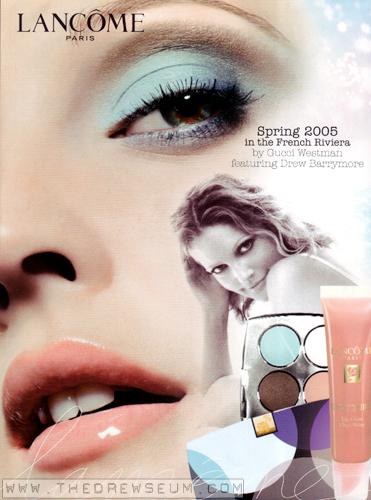 LANCÔME
PARIS
Spring 2005
in the French Riviera
by Gucci Westman
featuring Drew Barrymore
LANCÔME
PARIS
WWW.THEDREWSEUM.COM